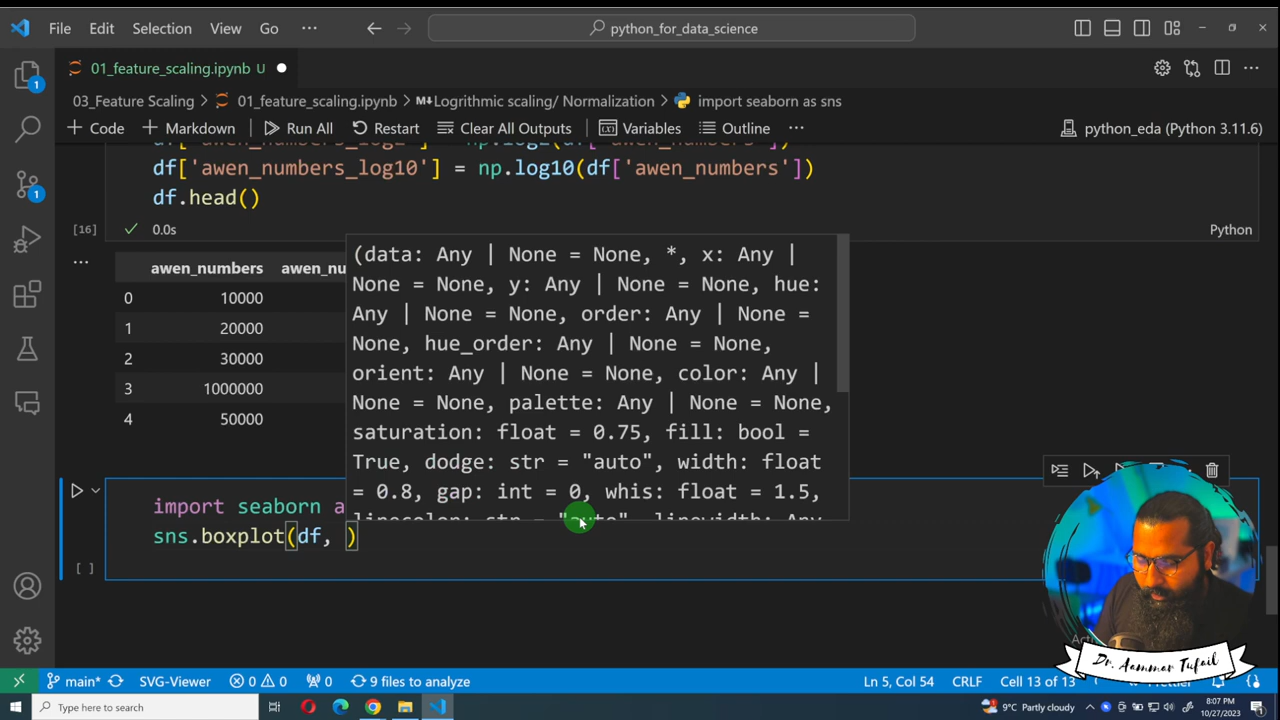 File Edit Selection View Go ··· python_for_data_science
01_feature_scaling.ipynb U
03_Feature Scaling > 01_feature_scaling.ipynb > M↓Logrithmic scaling/ Normalization > import seaborn as sns
+ Code + Markdown Run All Restart Clear All Outputs Variables Outline ··· python_eda (Python 3.11.6)
df['awen_numbers_log10'] = np.log10(df['awen_numbers'])
df.head()
[16] 0.0s Python
awen_numbers awen_nu
0 10000
1 20000
2 30000
3 1000000
4 50000
(data: Any | None = None, *, x: Any |
None = None, y: Any | None = None, hue:
Any | None = None, order: Any | None =
None, hue_order: Any | None = None,
orient: Any | None = None, color: Any |
None = None, palette: Any | None = None,
saturation: float = 0.75, fill: bool =
True, dodge: str = "auto", width: float
= 0.8, gap: int = 0, whis: float = 1.5,
import seaborn a
sns.boxplot(df, )
[ ]
Dr. Aammar Tufail
main* SVG-Viewer 0 0 0 9 files to analyze Ln 5, Col 54 CRLF Cell 13 of 13
Type here to search 9°C Partly cloudy 8:07 PM
10/27/2023